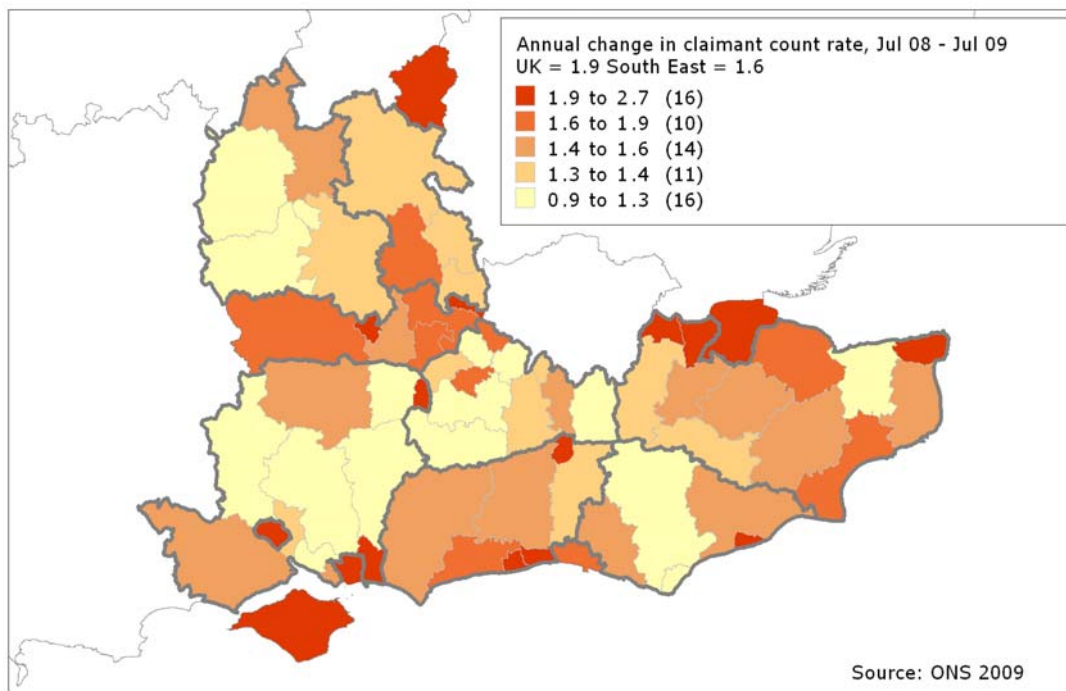 Annual change in claimant count rate, Jul 08 - Jul 09
UK = 1.9 South East = 1.6
1.9 to 2.7 (16)
1.6 to 1.9 (10)
1.4 to 1.6 (14)
1.3 to 1.4 (11)
0.9 to 1.3 (16)
Source: ONS 2009